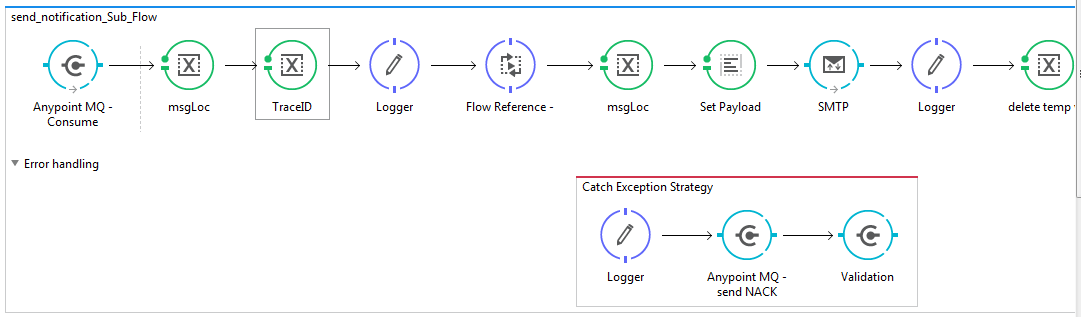 send_notification_Sub_Flow
Anypoint MQ -
Consume
msgLoc
TraceID
Logger
Flow Reference -
msgLoc
Set Payload
SMTP
Logger
delete temp
Error handling
Catch Exception Strategy
Logger
Anypoint MQ -
send NACK
Validation